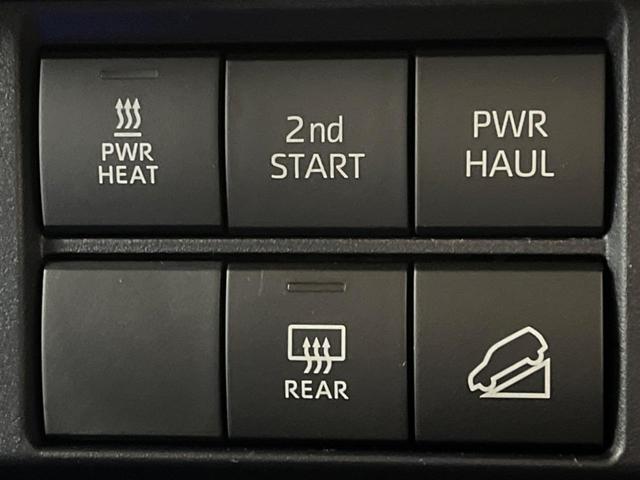 PWR
HEAT
2nd
START
PWR
HAUL
REAR